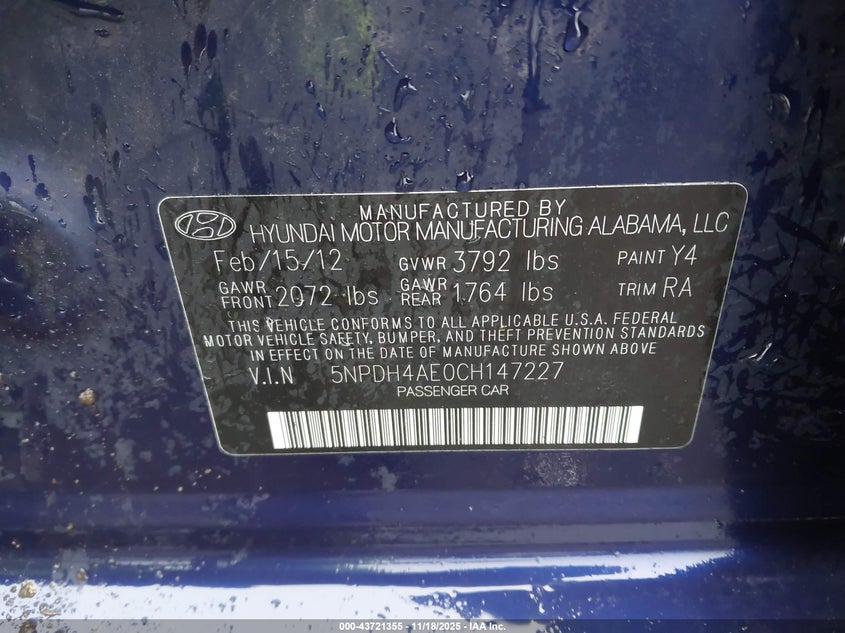 MANUFACTURED BY
HYUNDAI MOTOR MANUFACTURING ALABAMA, LLC
Feb/15/12 GVWR 3792 lbs PAINT Y4
GAWR FRONT 2072 lbs GAWR REAR 1764 lbs TRIM RA
THIS VEHICLE CONFORMS TO ALL APPLICABLE U.S.A. FEDERAL
MOTOR VEHICLE SAFETY, BUMPER, AND THEFT PREVENTION STANDARDS
IN EFFECT ON THE DATE OF MANUFACTURE SHOWN ABOVE
V.I.N 5NPDH4AE0CH147227
PASSENGER CAR
000-43721355 | 11/18/2025 | IAA, Inc.